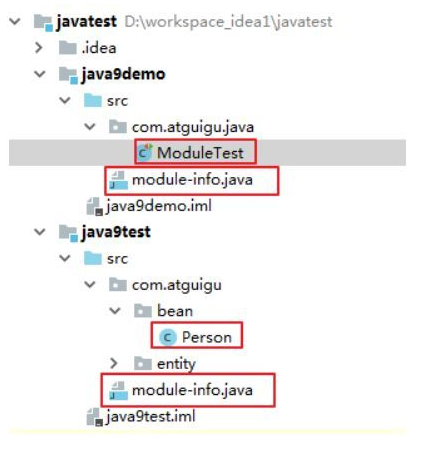 javatest D:\workspace_idea1\javatest
.idea
java9demo
src
com.atguigu.java
ModuleTest
module-info.java
java9demo.iml
java9test
src
com.atguigu
bean
Person
entity
module-info.java
java9test.iml